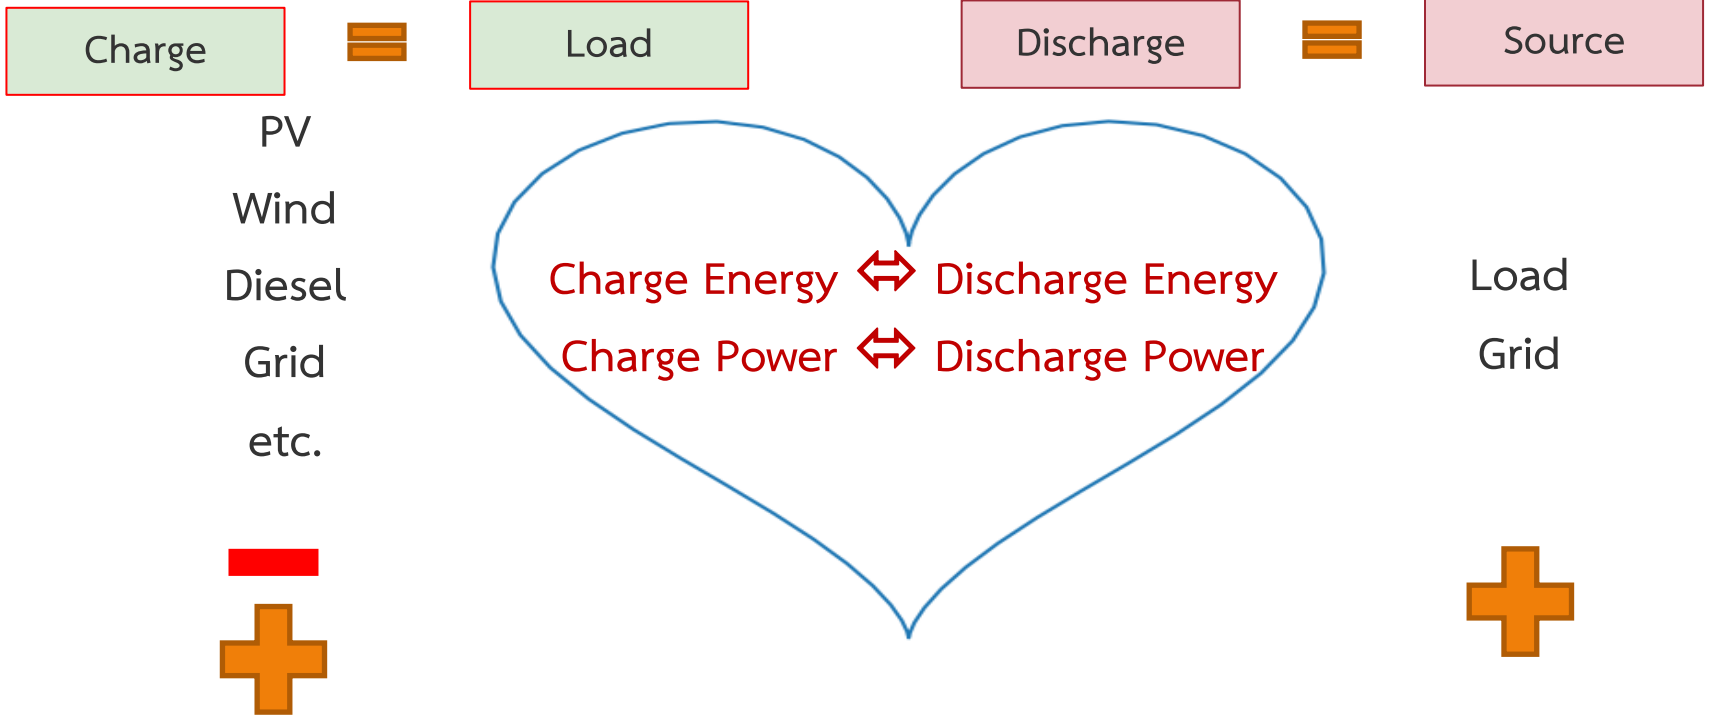 Charge = Load
Discharge = Source
PV
Wind
Diesel
Grid
etc.
Charge Energy ⇔ Discharge Energy
Charge Power ⇔ Discharge Power
Load
Grid